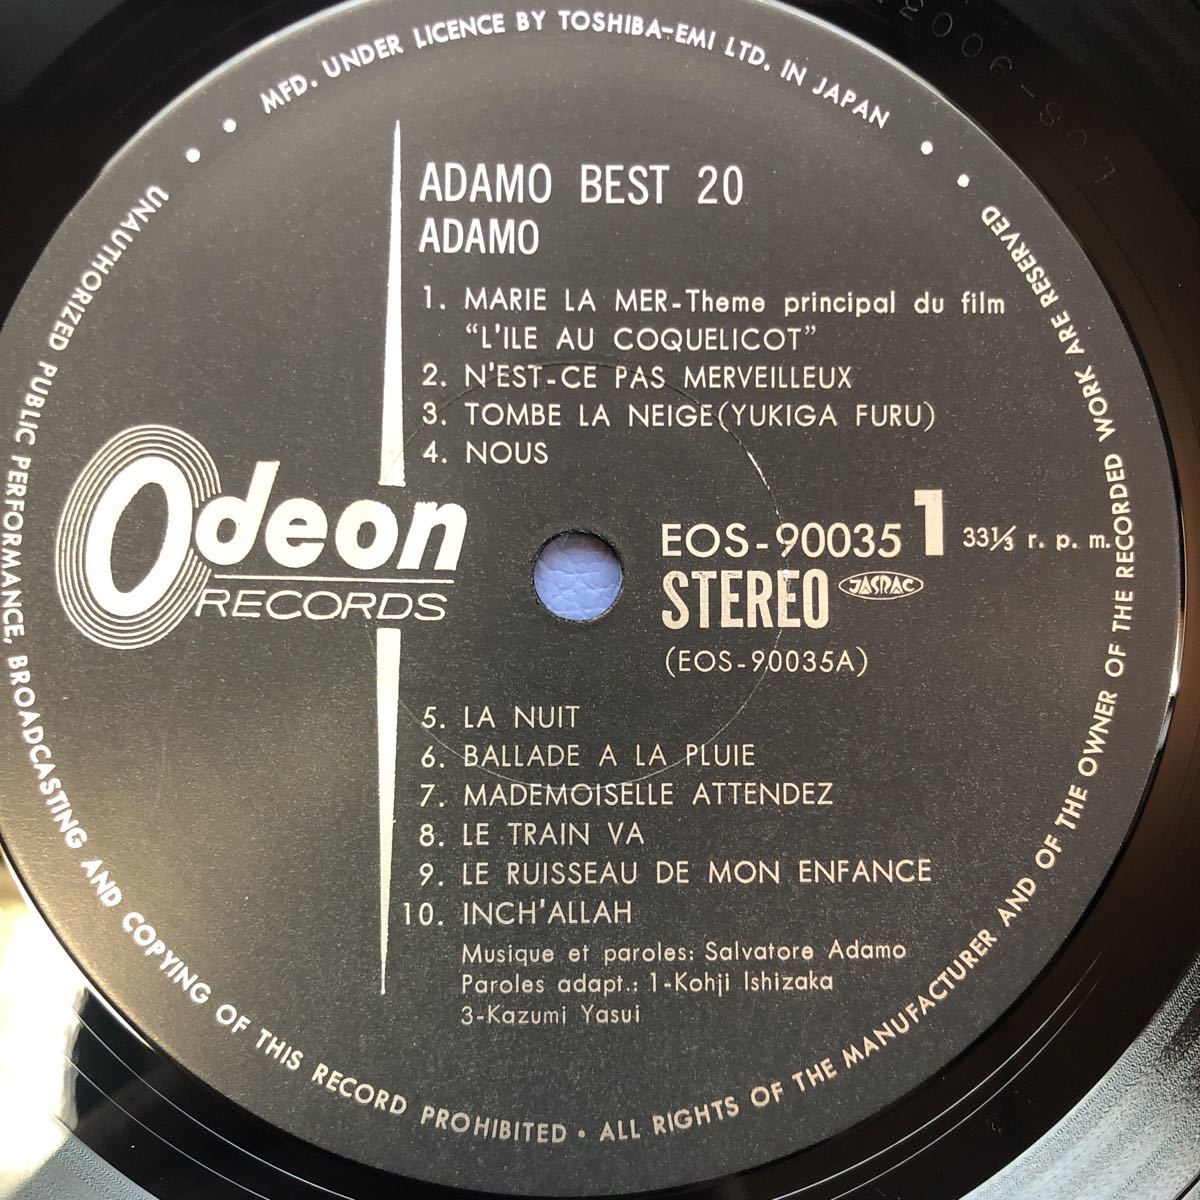 MFD. UNDER LICENCE BY TOSHIBA-EMI LTD. IN JAPAN
ADAMO BEST 20
ADAMO
1. MARIE LA MER-Theme principal du film
"L'ILE AU COQUELICOT"
2. N'EST-CE PAS MERVEILLEUX
3. TOMBE LA NEIGE(YUKIGA FURU)
4. NOUS
Odeon
RECORDS
EOS-90035 1 33⅓ r. p. m.
STEREO JASRAC
(EOS-90035A)
5. LA NUIT
6. BALLADE A LA PLUIE
7. MADEMOISELLE ATTENDEZ
8. LE TRAIN VA
9. LE RUISSEAU DE MON ENFANCE
10. INCH'ALLAH
Musique et paroles: Salvatore Adamo
Paroles adapt.: 1-Kohji Ishizaka
3-Kazumi Yasui
UNAUTHORIZED PUBLIC PERFORMANCE, BROADCASTING AND COPYING OF THIS RECORD PROHIBITED • ALL RIGHTS OF THE MANUFACTURER AND OF THE OWNER OF THE RECORDED WORK ARE RESERVED